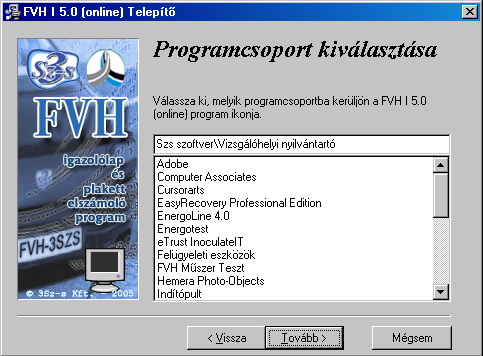 FVH I 5.0 (online) Telepítő
3Szs
FVH
igazolólap
és
plakett
elszámoló
program
FVH-3SZS
© 3Sz-s Kft. 2005
Programcsoport kiválasztása
Válassza ki, melyik programcsoportba kerüljön a FVH I 5.0
(online) program ikonja.
Szs szoftver\Vizsgálóhelyi nyilvántartó
Adobe
Computer Associates
Cursorarts
EasyRecovery Professional Edition
EnergoLine 4.0
Energotest
eTrust InoculateIT
Felügyeleti eszközök
FVH Műszer Teszt
Hemera Photo-Objects
Indítópult
< Vissza
Tovább >
Mégsem